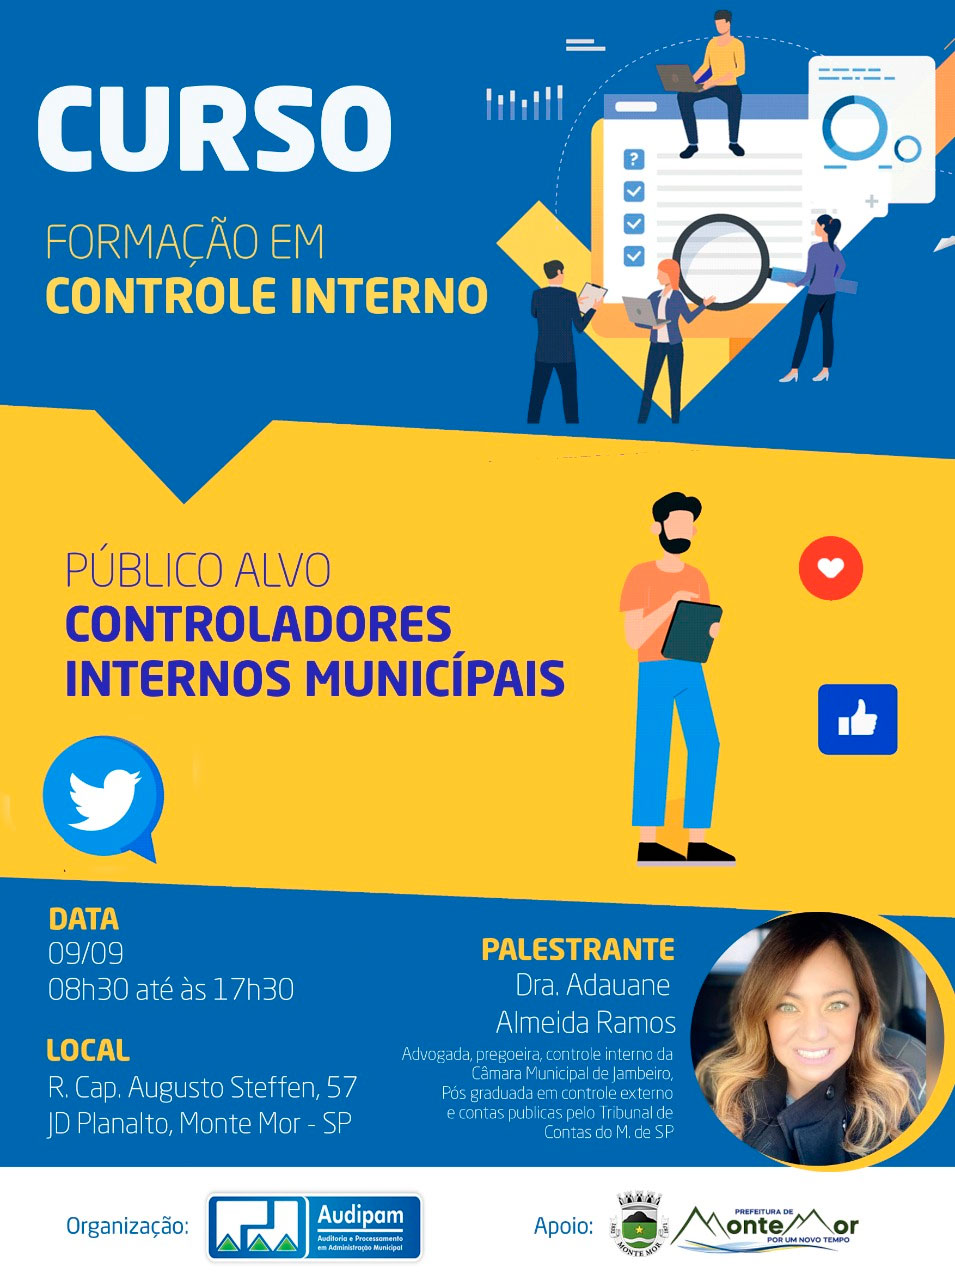 CURSO
FORMAÇÃO EM
CONTROLE INTERNO
?
PÚBLICO ALVO
CONTROLADORES
INTERNOS MUNICÍPAIS
DATA
09/09
08h30 até às 17h30
LOCAL
R. Cap. Augusto Steffen, 57
JD Planalto, Monte Mor - SP
PALESTRANTE
Dra. Adauane
Almeida Ramos
Advogada, pregoeira, controle interno da
Câmara Municipal de Jambeiro,
Pós graduada em controle externo
e contas publicas pelo Tribunal de
Contas do M. de SP
Organização:
Audipam
Auditoria e Processamento
em Administração Municipal
Apoio:
MONTE MOR
PREFEITURA DE
Monte Mor
POR UM NOVO TEMPO